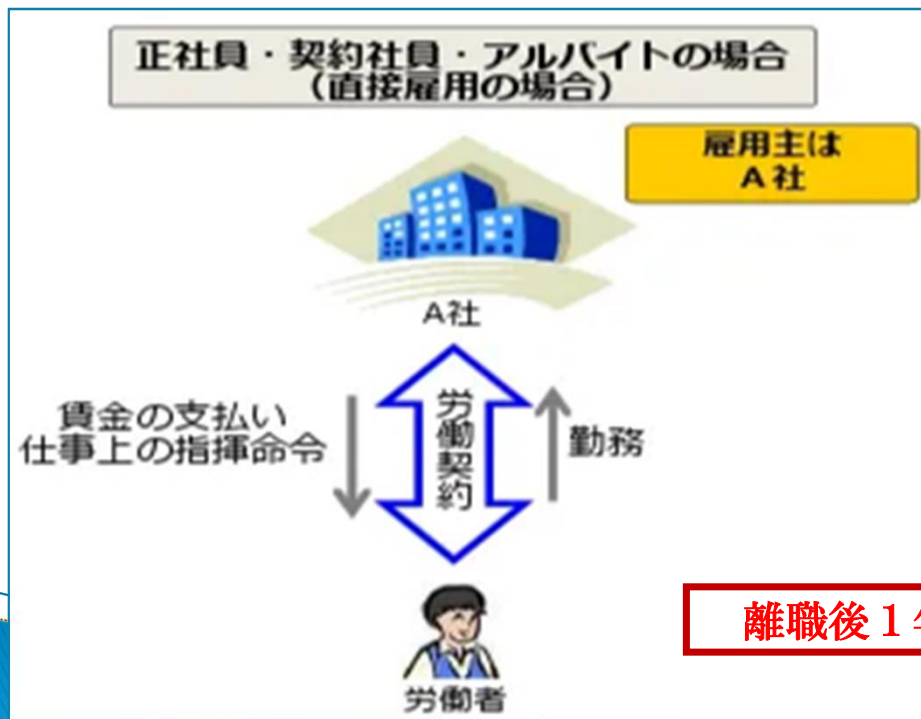 正社員・契約社員・アルバイトの場合
（直接雇用の場合）
雇用主は
A社
A社
賃金の支払い
仕事上の指揮命令
労働契約
勤務
離職後１
労働者